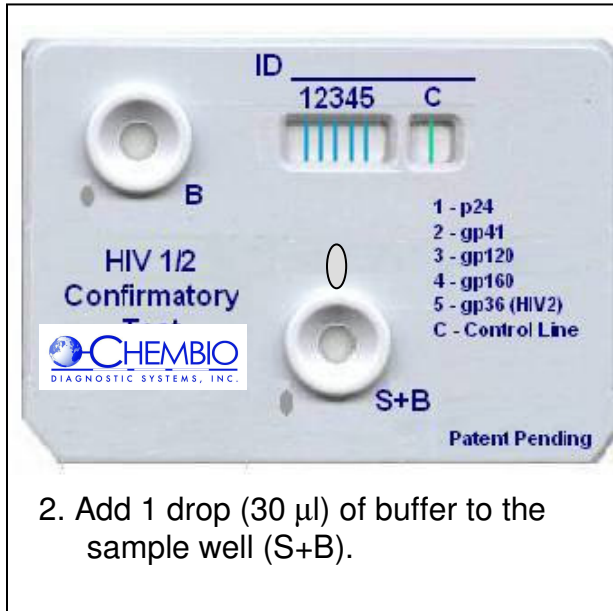 ID
12345 C
B
1 - p24
2 - gp41
3 - gp120
4 - gp160
5 - gp36 (HIV2)
C - Control Line
HIV 1/2
Confirmatory
CHEMBIO
DIAGNOSTIC SYSTEMS, INC.
S+B
Patent Pending
2. Add 1 drop (30 µl) of buffer to the
sample well (S+B).